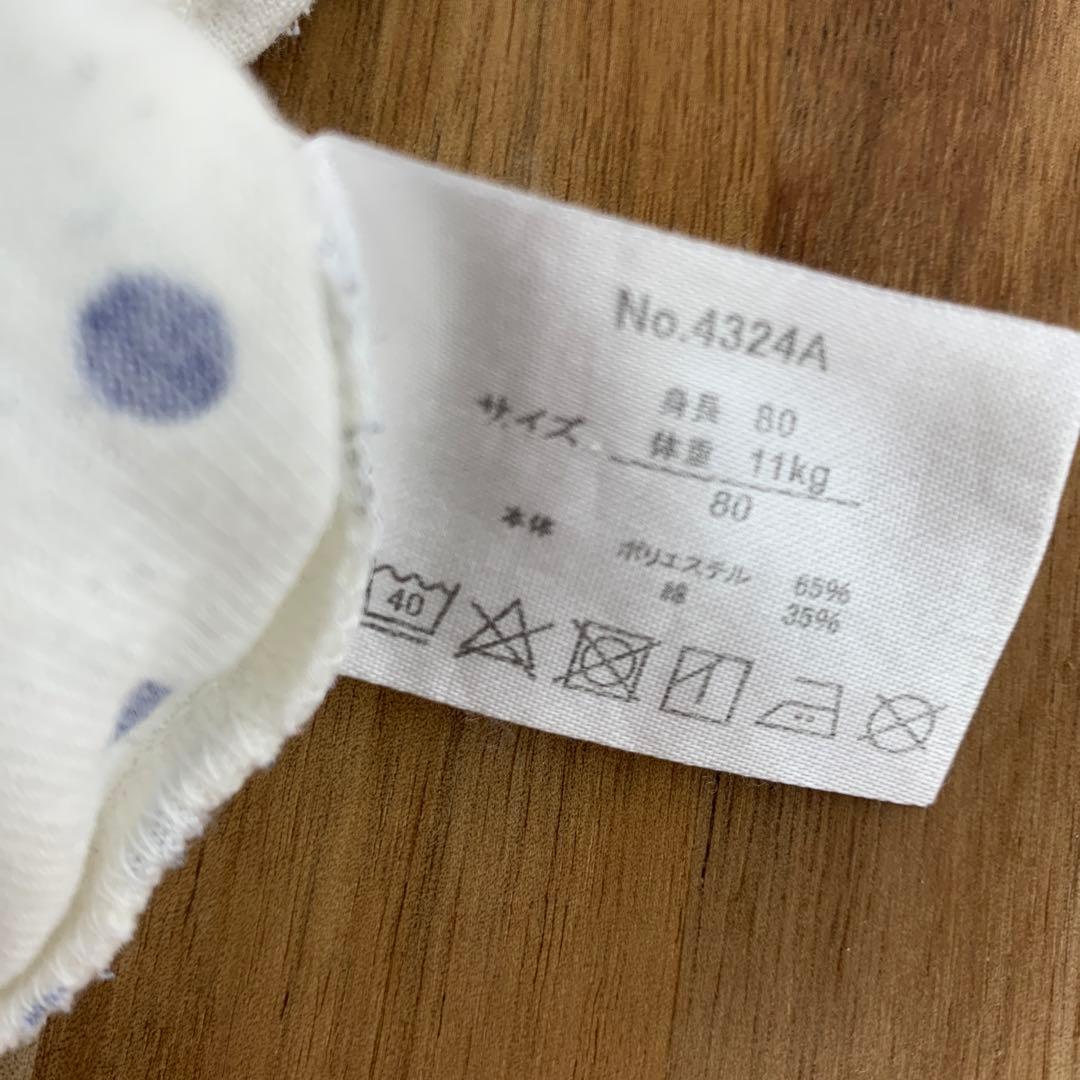 No.4324A
サイズ 身長 80
体重 11kg
80
本体 ポリエステル 65%
綿 35%
40